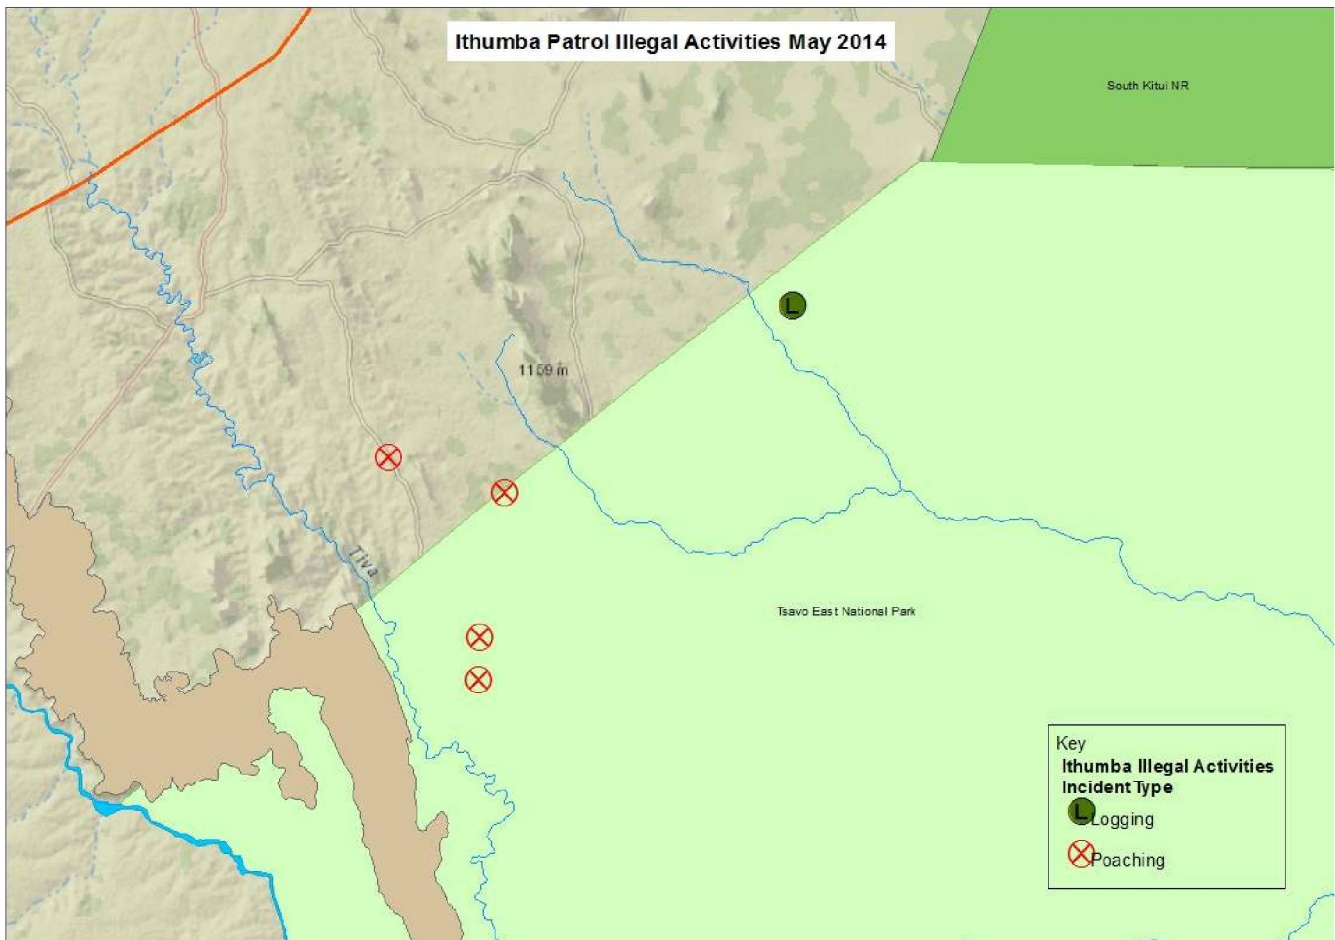 Ithumba Patrol Illegal Activities May 2014
South Kitui NR
1159 m
Tiva
Tsavo East National Park
Key
Ithumba Illegal Activities
Incident Type
L
L
Logging
Poaching